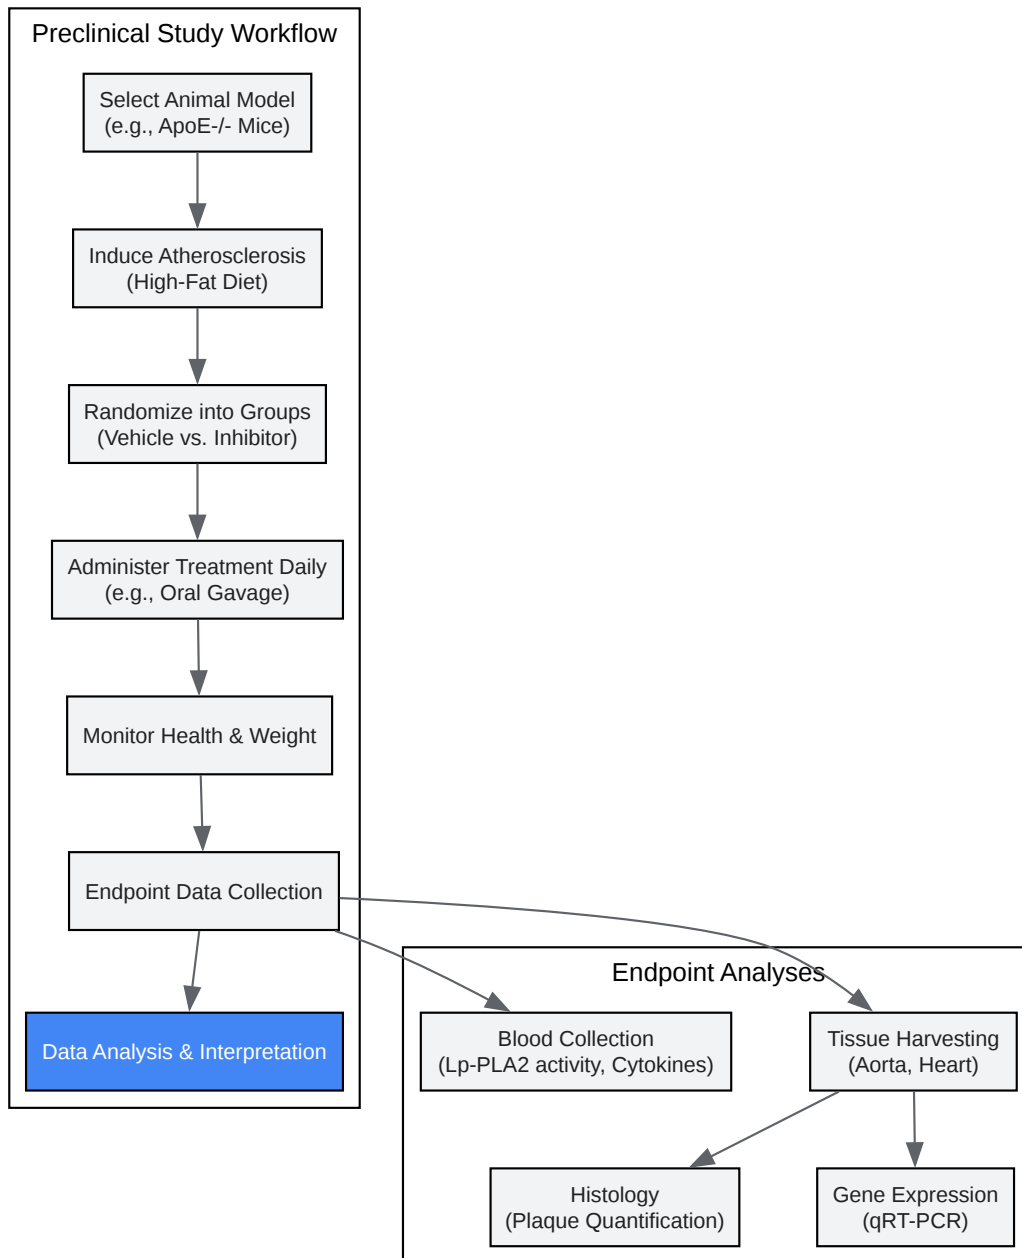 Preclinical Study Workflow
Select Animal Model
(e.g., ApoE-/- Mice)
Induce Atherosclerosis
(High-Fat Diet)
Randomize into Groups
(Vehicle vs. Inhibitor)
Administer Treatment Daily
(e.g., Oral Gavage)
Monitor Health & Weight
Endpoint Data Collection
Data Analysis & Interpretation
Endpoint Analyses
Blood Collection
(Lp-PLA2 activity, Cytokines)
Tissue Harvesting
(Aorta, Heart)
Histology
(Plaque Quantification)
Gene Expression
(qRT-PCR)